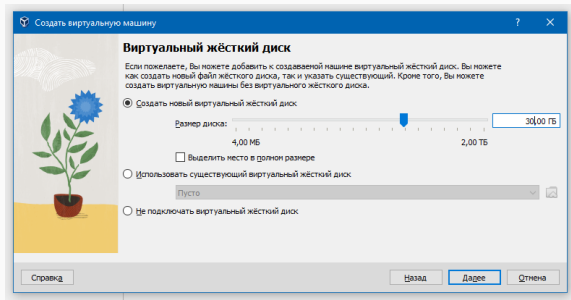 Создать виртуальную машину
Виртуальный жёсткий диск
Если пожелаете, Вы можете добавить к создаваемой машине виртуальный жёсткий диск. Вы можете
как создать новый файл жёсткого диска, так и указать существующий. Кроме того, Вы можете
создать виртуальную машину без виртуального жёсткого диска.
Создать новый виртуальный жёсткий диск
Размер диска:
30,00 ГБ
4,00 МБ
2,00 ТБ
Выделить место в полном размере
Использовать существующий виртуальный жёсткий диск
Пусто
Не подключать виртуальный жёсткий диск
Справка
Назад
Далее
Отмена